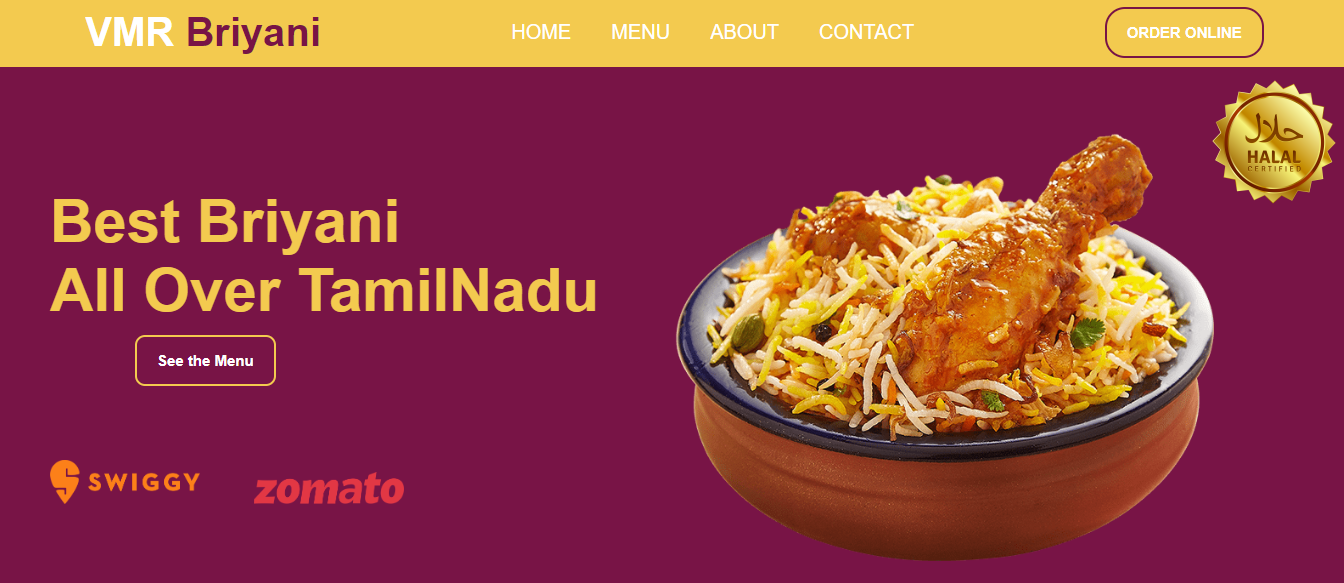 VMR Briyani
HOME MENU ABOUT CONTACT
ORDER ONLINE
حلال
HALAL
CERTIFIED
Best Briyani
All Over TamilNadu
See the Menu
SWIGGY
zomato